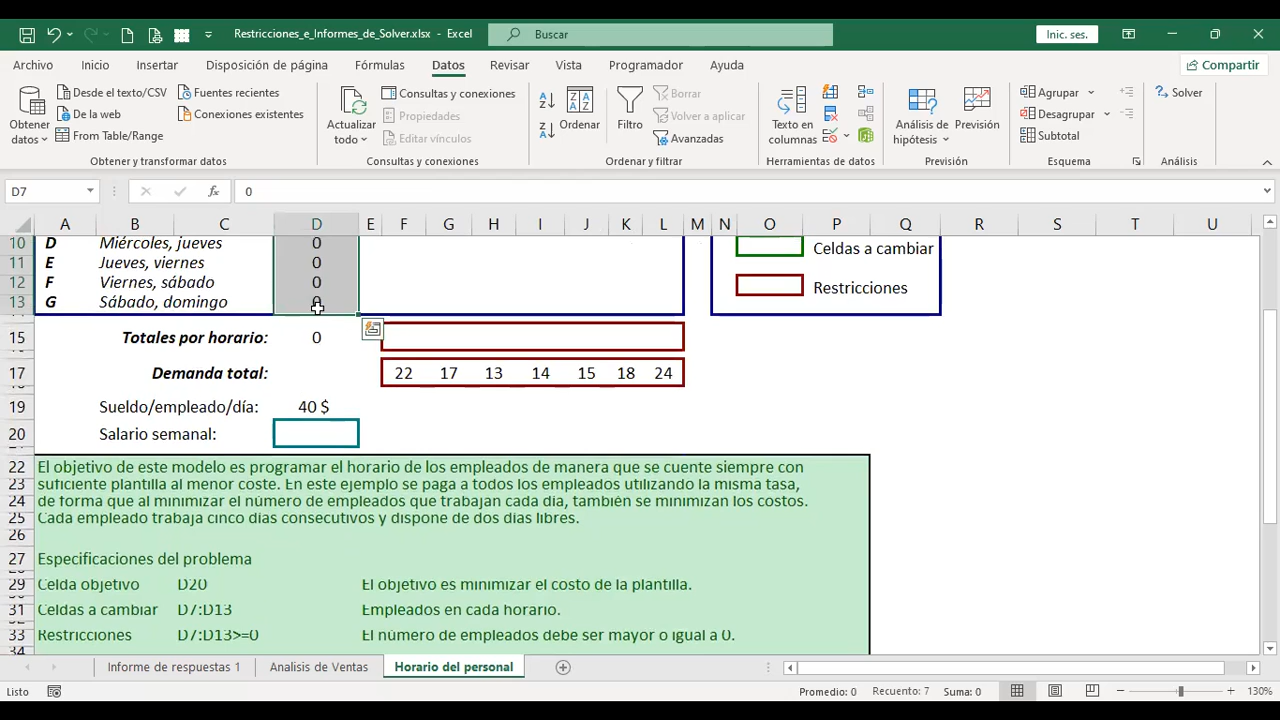 Restricciones_e_Informes_de_Solver.xlsx - Excel
Buscar
Inic. ses.
Archivo Inicio Insertar Disposición de página Fórmulas Datos Revisar Vista Programador Ayuda Compartir
Obtener datos
Desde el texto/CSV
De la web
From Table/Range
Fuentes recientes
Conexiones existentes
Obtener y transformar datos
Actualizar todo
Consultas y conexiones
Propiedades
Editar vínculos
Consultas y conexiones
Ordenar
Filtro
Borrar
Volver a aplicar
Avanzadas
Ordenar y filtrar
Texto en columnas
Herramientas de datos
Análisis de hipótesis
Previsión
Previsión
Agrupar
Desagrupar
Subtotal
Esquema
Solver
Análisis
D7 fx 0
A B C D E F G H I J K L M N O P Q R S T U
10 D Miércoles, jueves 0 Celdas a cambiar
11 E Jueves, viernes 0
12 F Viernes, sábado 0 Restricciones
13 G Sábado, domingo 0
15 Totales por horario: 0
17 Demanda total: 22 17 13 14 15 18 24
19 Sueldo/empleado/día: 40 $
20 Salario semanal:
22 El objetivo de este modelo es programar el horario de los empleados de manera que se cuente siempre con
23 suficiente plantilla al menor coste. En este ejemplo se paga a todos los empleados utilizando la misma tasa,
24 de forma que al minimizar el número de empleados que trabajan cada día, también se minimizan los costos.
25 Cada empleado trabaja cinco días consecutivos y dispone de dos días libres.
26
27 Especificaciones del problema
29 Celda objetivo D20 El objetivo es minimizar el costo de la plantilla.
31 Celdas a cambiar D7:D13 Empleados en cada horario.
33 Restricciones D7:D13>=0 El número de empleados debe ser mayor o igual a 0.
34
Informe de respuestas 1 Analisis de Ventas Horario del personal
Listo Promedio: 0 Recuento: 7 Suma: 0 130%